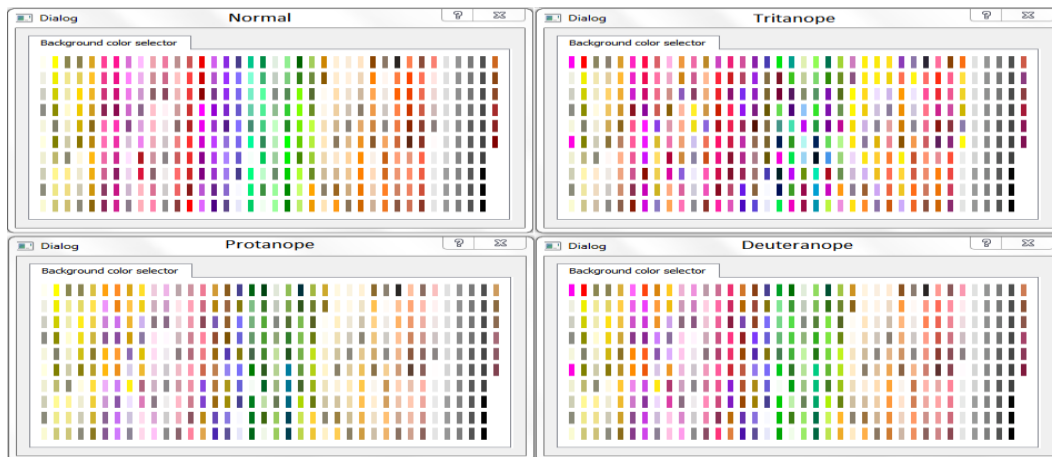 Dialog Normal ?
Background color selector
Dialog Tritanope ?
Background color selector
Dialog Protanope ?
Background color selector
Dialog Deuteranope ?
Background color selector